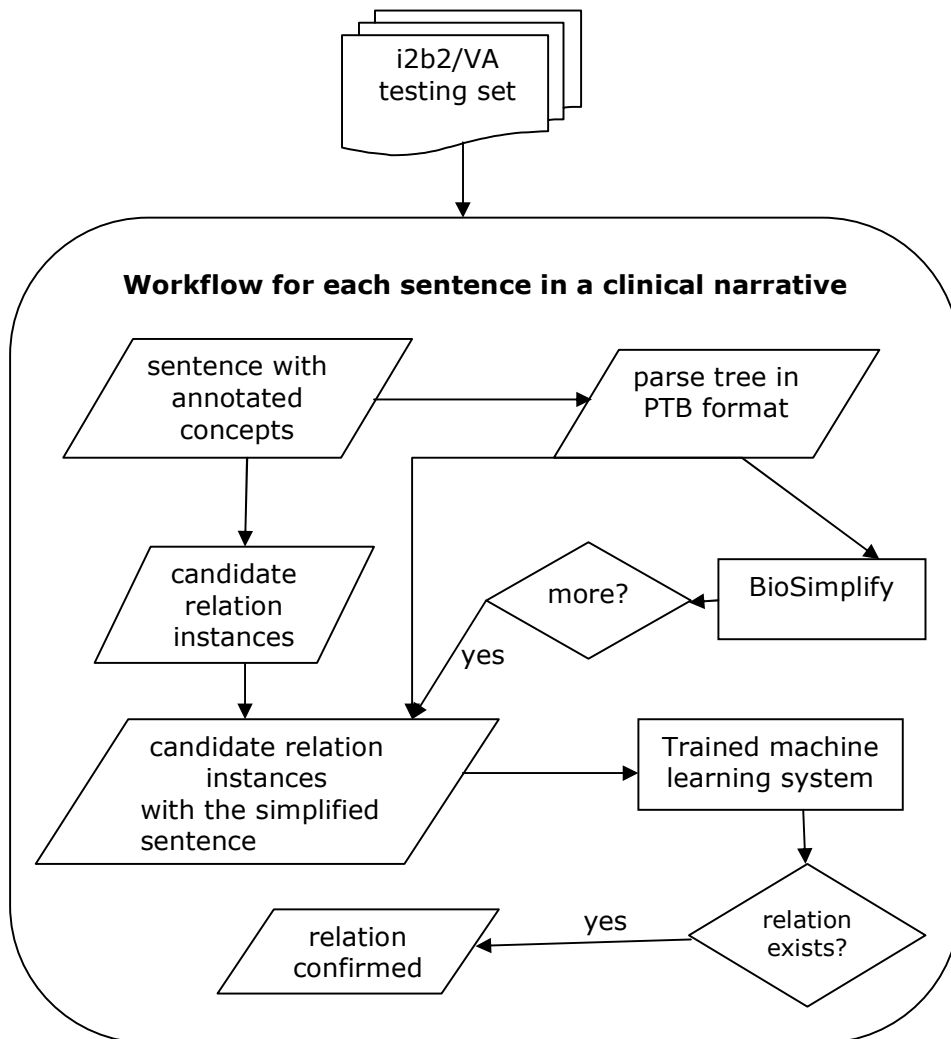 i2b2/VA
testing set
Workflow for each sentence in a clinical narrative
sentence with
annotated
concepts
parse tree in
PTB format
candidate
relation
instances
more?
BioSimplify
yes
candidate relation
instances
with the simplified
sentence
Trained machine
learning system
relation
exists?
yes
relation
confirmed